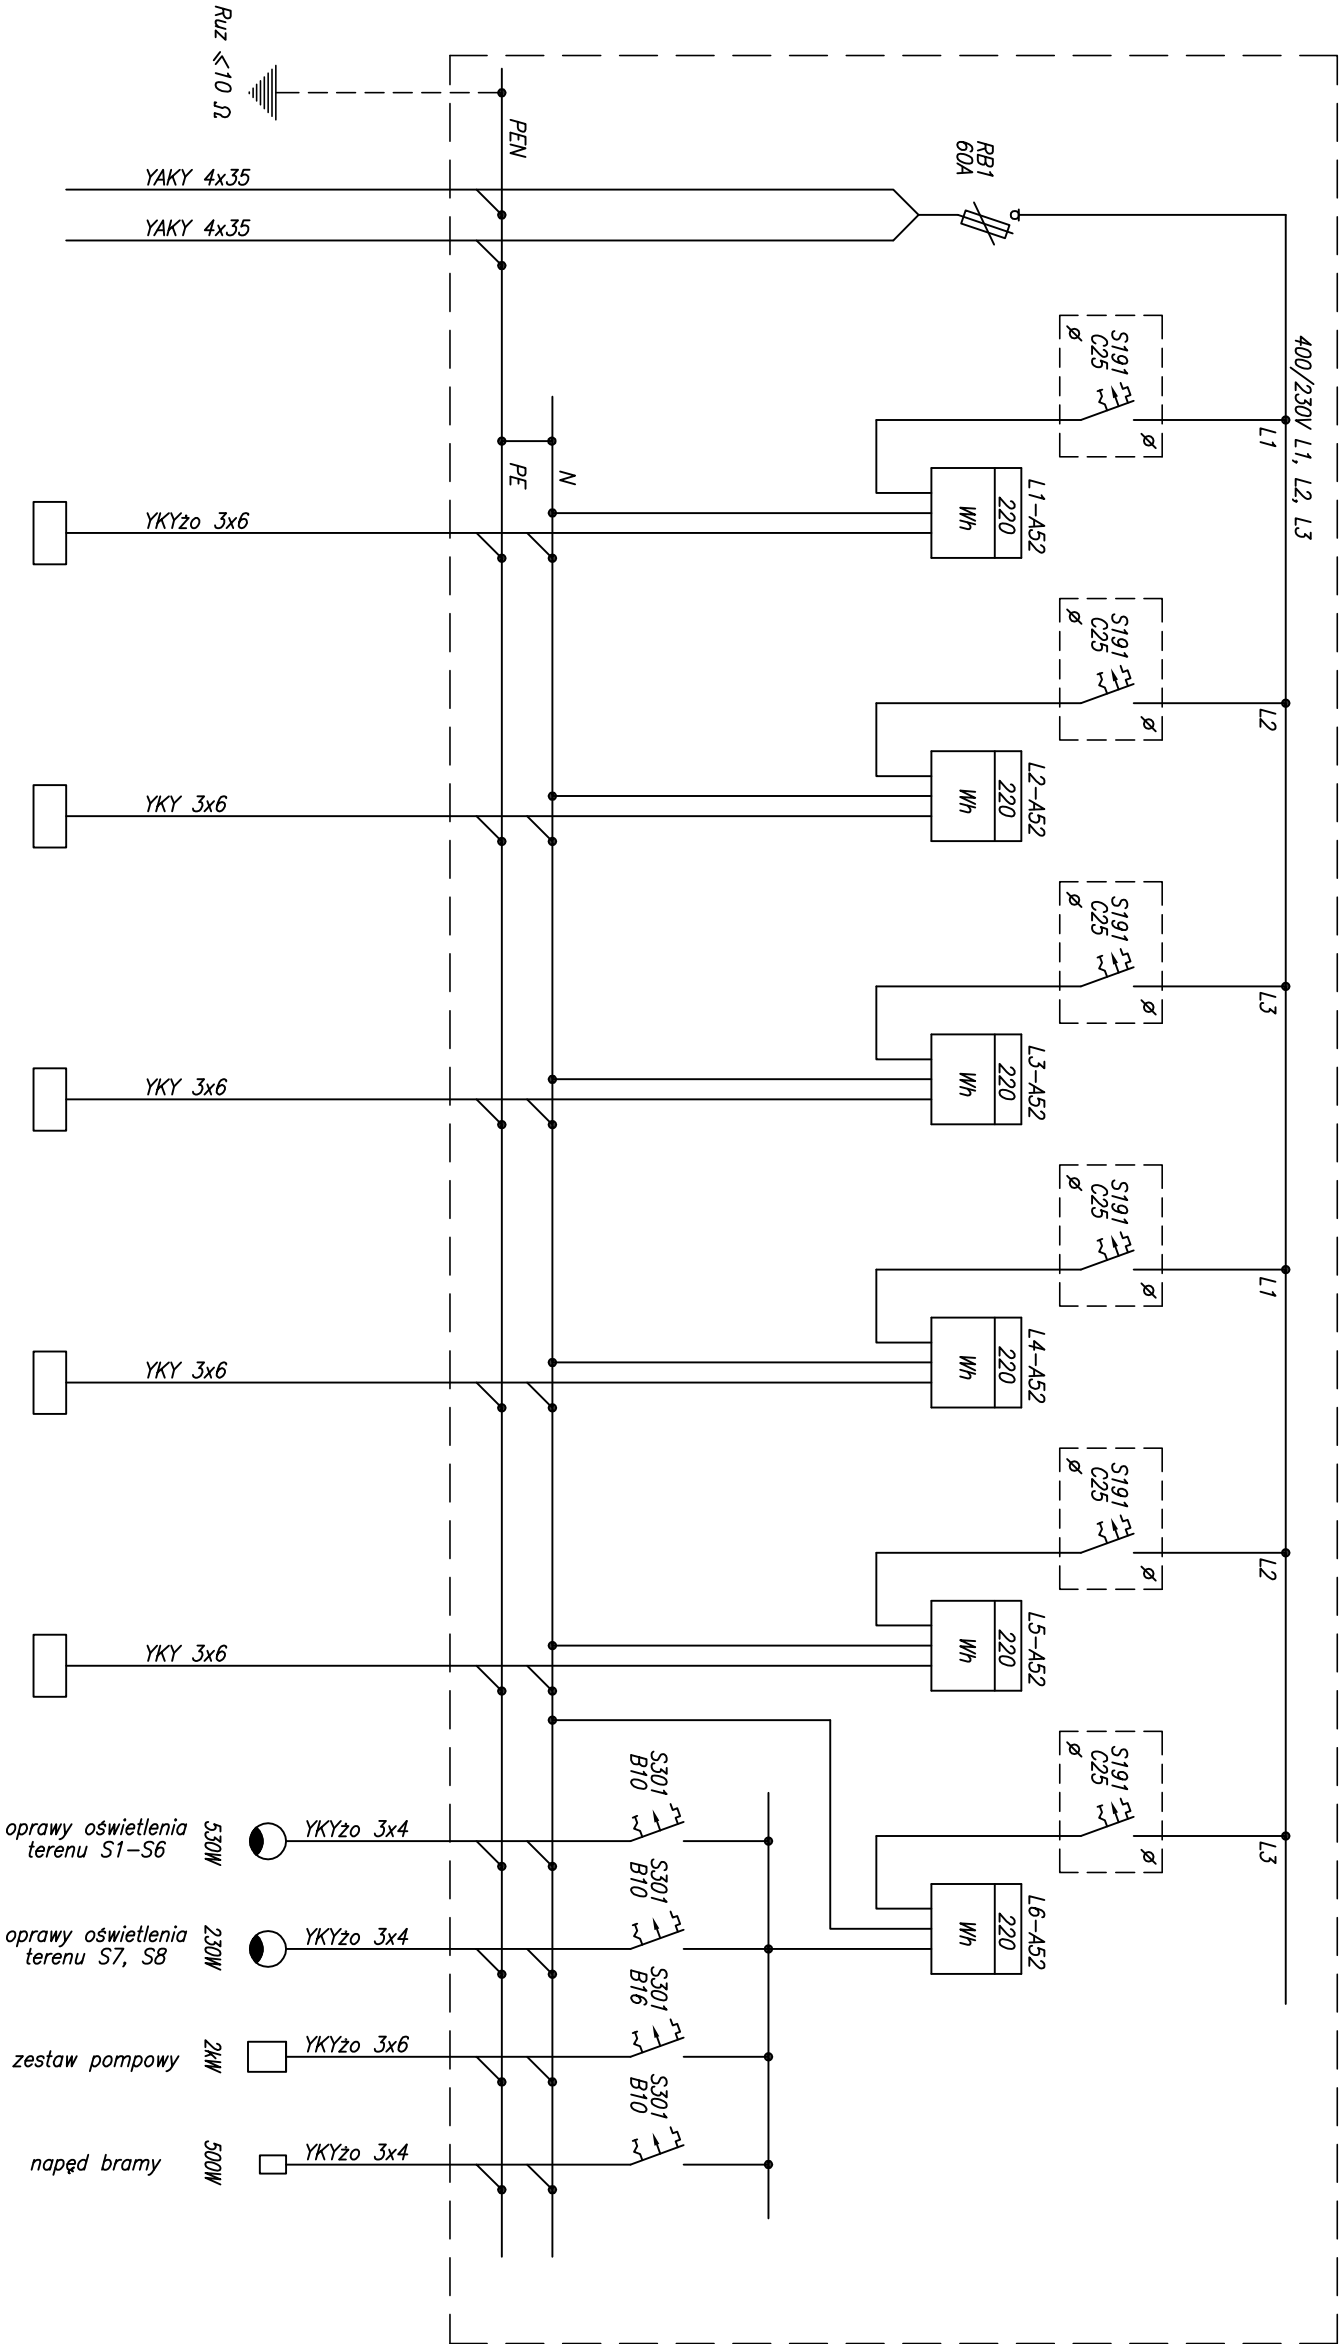 Ruz ≪10 Ω
PEN
YAKY 4x35
YAKY 4x35
RB1
60A
400/230V L1, L2, L3
S191
C25
L1
L1-A52
220
Wh
N
PE
YKYżo 3x6
S191
C25
L2
L2-A52
220
Wh
YKY 3x6
S191
C25
L3
L3-A52
220
Wh
YKY 3x6
S191
C25
L1
L4-A52
220
Wh
YKY 3x6
S191
C25
L2
L5-A52
220
Wh
YKY 3x6
S191
C25
L3
L6-A52
220
Wh
S301
B10
YKYżo 3x4
530W
oprawy oświetlenia
terenu S1-S6
S301
B10
YKYżo 3x4
230W
oprawy oświetlenia
terenu S7, S8
S301
B16
YKYżo 3x6
2kW
zestaw pompowy
S301
B10
YKYżo 3x4
500W
napęd bramy